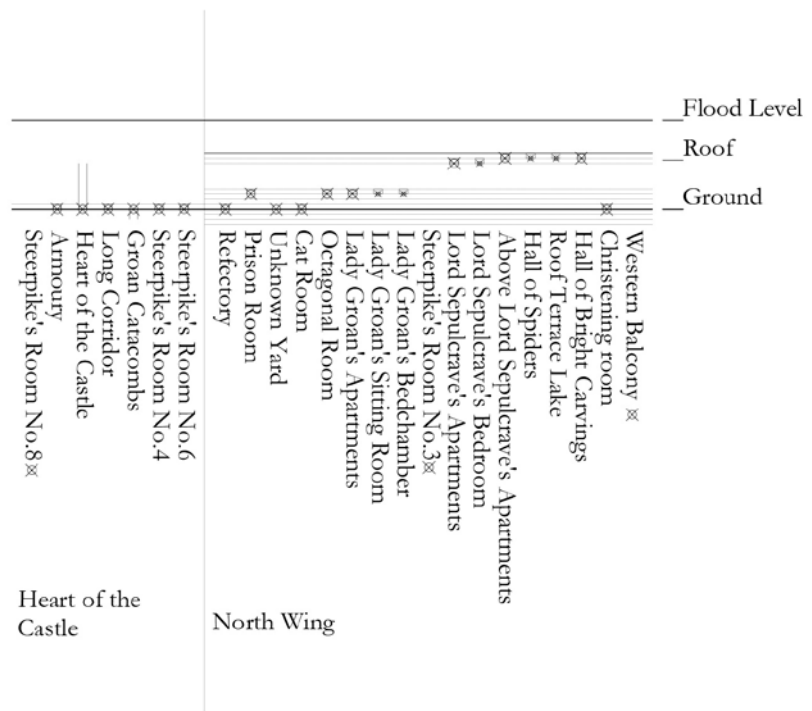 Flood Level
Roof
Ground
Steerpike's Room No.8
Armoury
Heart of the Castle
Long Corridor
Groan Catacombs
Steerpike's Room No.4
Steerpike's Room No.6
Refectory
Prison Room
Unknown Yard
Cat Room
Octagonal Room
Lady Groan's Apartments
Lady Groan's Sitting Room
Lady Groan's Bedchamber
Steerpike's Room No.3
Lord Sepulcrave's Apartments
Lord Sepulcrave's Bedroom
Above Lord Sepulcrave's Apartments
Hall of Spiders
Roof Terrace Lake
Hall of Bright Carvings
Christening room
Western Balcony
Heart of the
Castle
North Wing